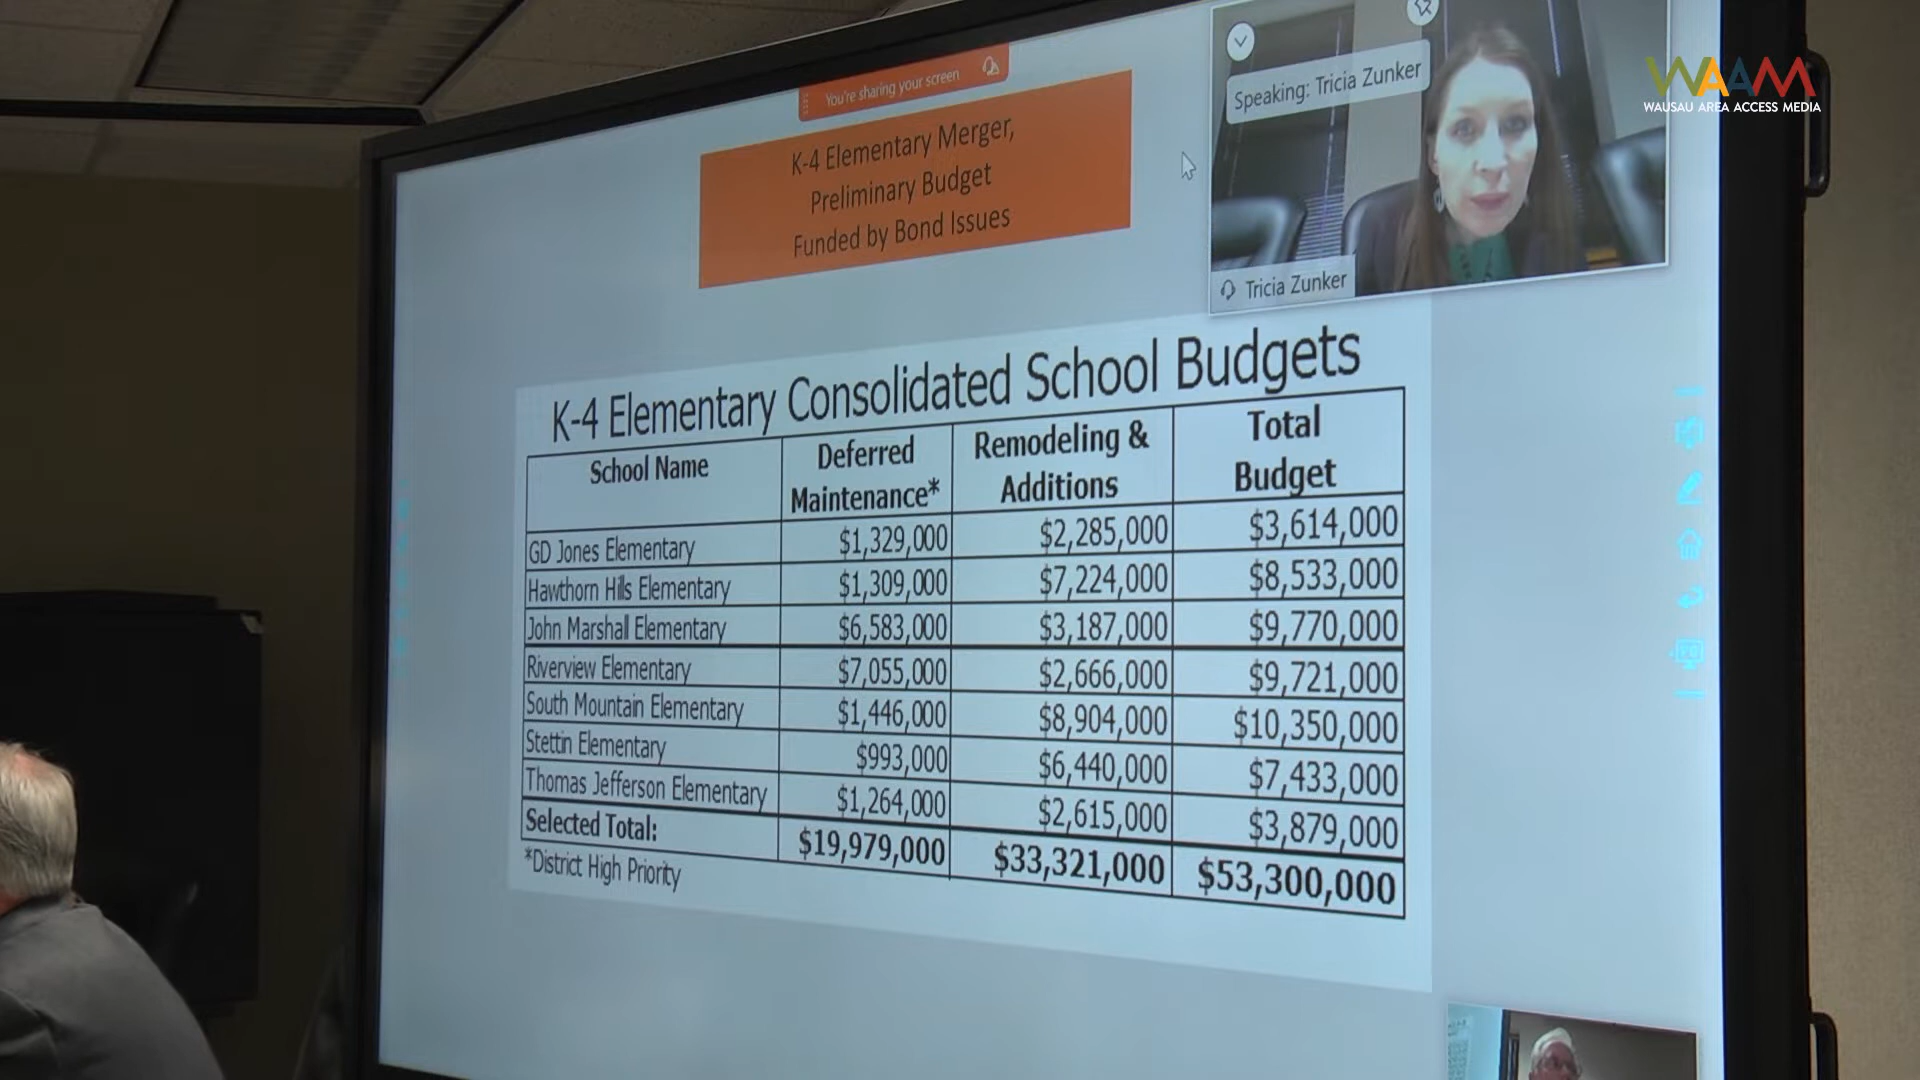 You're sharing your screen
K-4 Elementary Merger,
Preliminary Budget
Funded by Bond Issues
Speaking: Tricia Zunker
Tricia Zunker
WAAM
WAUSAU AREA ACCESS MEDIA
K-4 Elementary Consolidated School Budgets
School Name Deferred Maintenance* Remodeling & Additions Total Budget
GD Jones Elementary $1,329,000 $2,285,000 $3,614,000
Hawthorn Hills Elementary $1,309,000 $7,224,000 $8,533,000
John Marshall Elementary $6,583,000 $3,187,000 $9,770,000
Riverview Elementary $7,055,000 $2,666,000 $9,721,000
South Mountain Elementary $1,446,000 $8,904,000 $10,350,000
Stettin Elementary $993,000 $6,440,000 $7,433,000
Thomas Jefferson Elementary $1,264,000 $2,615,000 $3,879,000
Selected Total: $19,979,000 $33,321,000 $53,300,000
*District High Priority